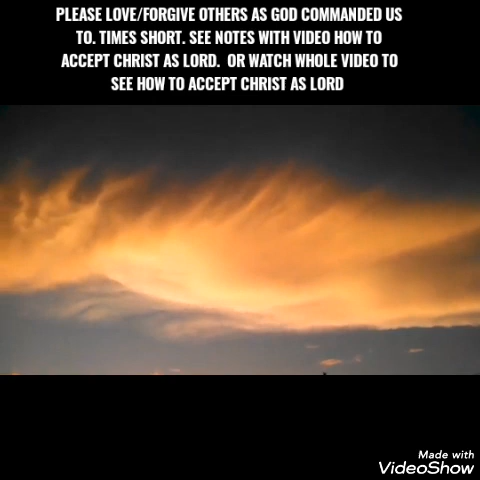 PLEASE LOVE/FORGIVE OTHERS AS GOD COMMANDED US
TO. TIMES SHORT. SEE NOTES WITH VIDEO HOW TO
ACCEPT CHRIST AS LORD.  OR WATCH WHOLE VIDEO TO
SEE HOW TO ACCEPT CHRIST AS LORD
Made with
VideoShow